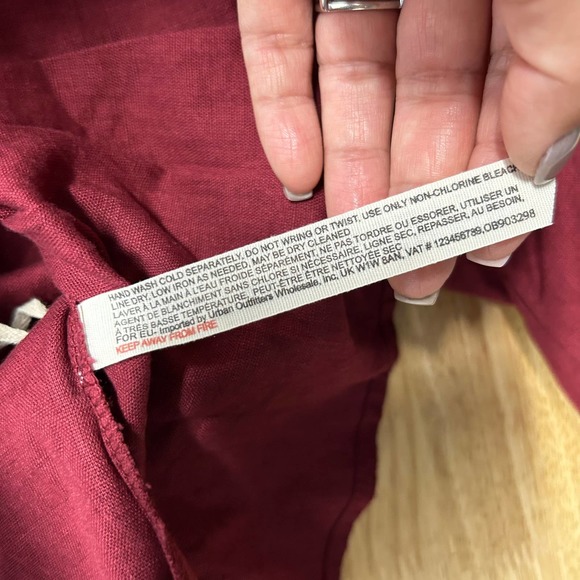 HAND WASH COLD SEPARATELY, DO NOT WRING OR TWIST, USE ONLY NON-CHLORINE BLEACH
LINE DRY, LOW IRON AS NEEDED, MAY BE DRY CLEANED
LAVER À LA MAIN À L'EAU FROIDE SÉPARÉMENT, NE PAS TORDRE OU ESSORER, UTILISER UN
AGENT DE BLANCHIMENT SANS CHLORE SI NÉCESSAIRE, LIGNE SEC, REPASSER, AU BESOIN,
À TRÈS BASSE TEMPÉRATURE, PEUT-ÊTRE ÊTRE NETTOYÉE SEC
FOR EU- Imported by Urban Outfitters Wholesale, Inc, UK W1W 8AN, VAT # 123456789.OB903298
KEEP AWAY FROM FIRE